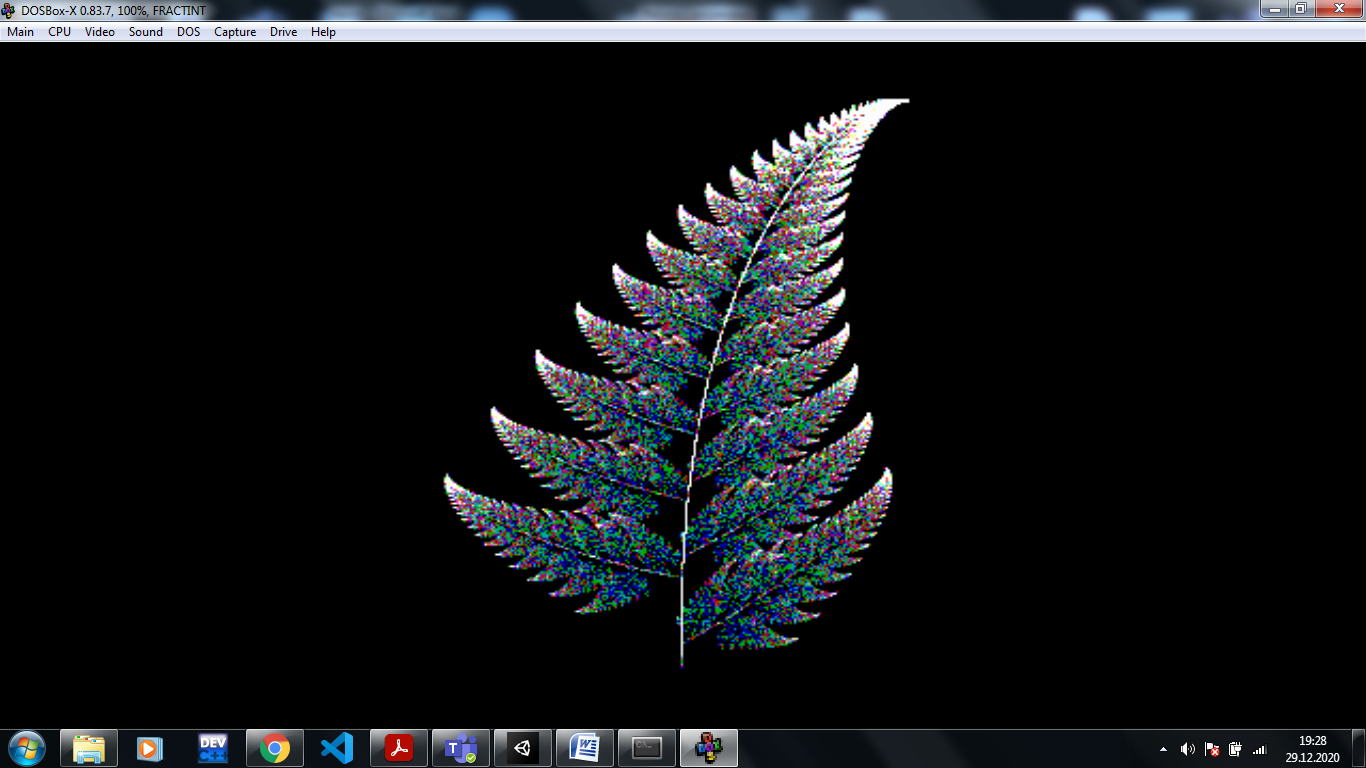 DOSBox-X 0.83.7, 100%, FRACTINT
Main CPU Video Sound DOS Capture Drive Help
DEV
C++
19:28
29.12.2020